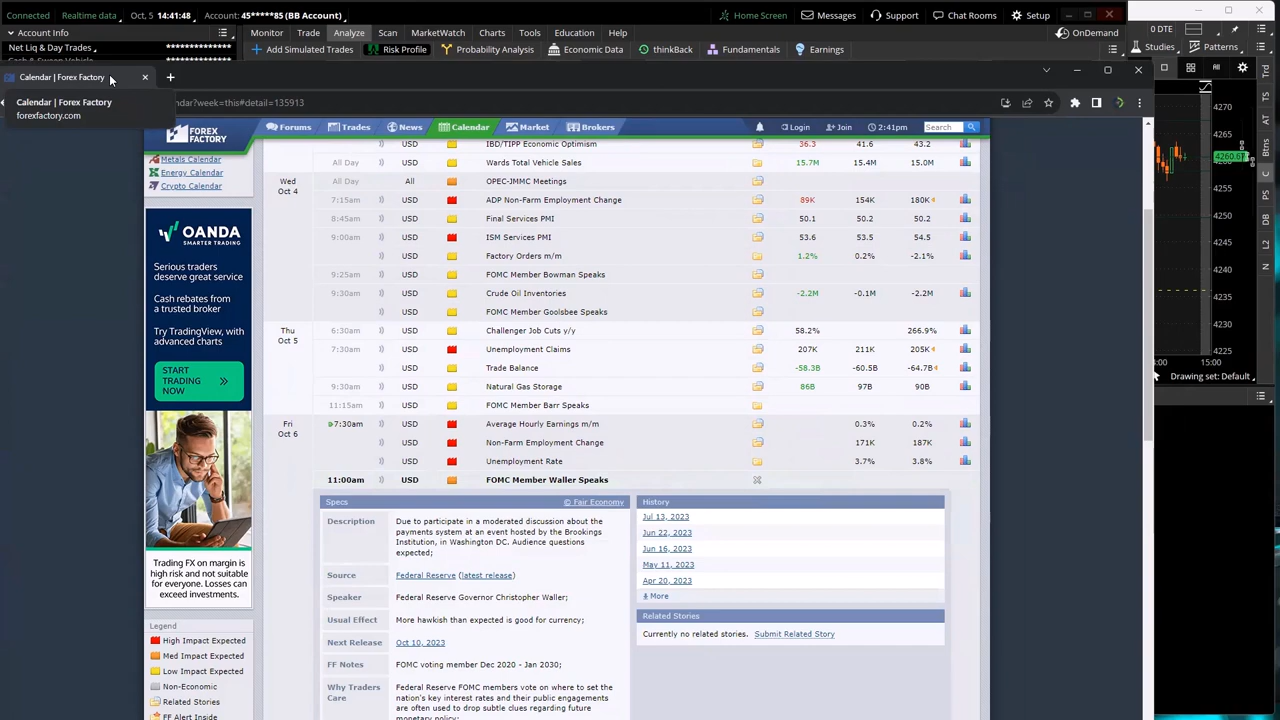 Connected Realtime data Oct, 5 14:41:48 Account: 45*****85 (BB Account) Home Screen Messages Support Chat Rooms Setup
Account Info Monitor Trade Analyze Scan MarketWatch Charts Tools Education Help OnDemand 0 DTE
Net Liq & Day Trades ********** Add Simulated Trades Risk Profile Probability Analysis Economic Data thinkBack Fundamentals Earnings Studies Patterns
Calendar | Forex Factory
Calendar | Forex Factory
forexfactory.com
ndar?week=this#detail=135913
FOREX
FACTORY
Forums Trades News Calendar Market Brokers Login Join 2:41pm Search
Metals Calendar
Energy Calendar
Crypto Calendar
USD IBD/TIPP Economic Optimism 36.3 41.6 43.2
All Day USD Wards Total Vehicle Sales 15.7M 15.4M 15.0M
Wed
Oct 4
All Day All OPEC-JMMC Meetings
7:15am USD ADP Non-Farm Employment Change 89K 154K 180K
8:45am USD Final Services PMI 50.1 50.2 50.2
9:00am USD ISM Services PMI 53.6 53.5 54.5
USD Factory Orders m/m 1.2% 0.2% -2.1%
9:25am USD FOMC Member Bowman Speaks
9:30am USD Crude Oil Inventories -2.2M -0.1M -2.2M
USD FOMC Member Goolsbee Speaks
Thu
Oct 5
6:30am USD Challenger Job Cuts y/y 58.2% 266.9%
7:30am USD Unemployment Claims 207K 211K 205K
USD Trade Balance -58.3B -60.5B -64.7B
9:30am USD Natural Gas Storage 86B 97B 90B
11:15am USD FOMC Member Barr Speaks
Fri
Oct 6
7:30am USD Average Hourly Earnings m/m 0.3% 0.2%
USD Non-Farm Employment Change 171K 187K
USD Unemployment Rate 3.7% 3.8%
11:00am USD FOMC Member Waller Speaks
Specs © Fair Economy
Description Due to participate in a moderated discussion about the
payments system at an event hosted by the Brookings
Institution, in Washington DC. Audience questions
expected;
Source Federal Reserve (latest release)
Speaker Federal Reserve Governor Christopher Waller;
Usual Effect More hawkish than expected is good for currency;
Next Release Oct 10, 2023
FF Notes FOMC voting member Dec 2020 - Jan 2030;
Why Traders
Care
Federal Reserve FOMC members vote on where to set the
nation's key interest rates and their public engagements
are often used to drop subtle clues regarding future
monetary policy;
History
Jul 13, 2023
Jun 22, 2023
Jun 16, 2023
May 11, 2023
Apr 20, 2023
More
Related Stories
Currently no related stories. Submit Related Story
OANDA
SMARTER TRADING
Serious traders
deserve great service
Cash rebates from
a trusted broker
Try TradingView, with
advanced charts
START
TRADING
NOW
Trading FX on margin is
high risk and not suitable
for everyone. Losses can
exceed investments.
Legend
High Impact Expected
Med Impact Expected
Low Impact Expected
Non-Economic
Related Stories
FF Alert Inside
All
4270
4265
4260
4255
4250
4245
4240
4235
4230
4225
15:00
Drawing set: Default
Trd
TS
AT
Btns
C
PS
L2
N